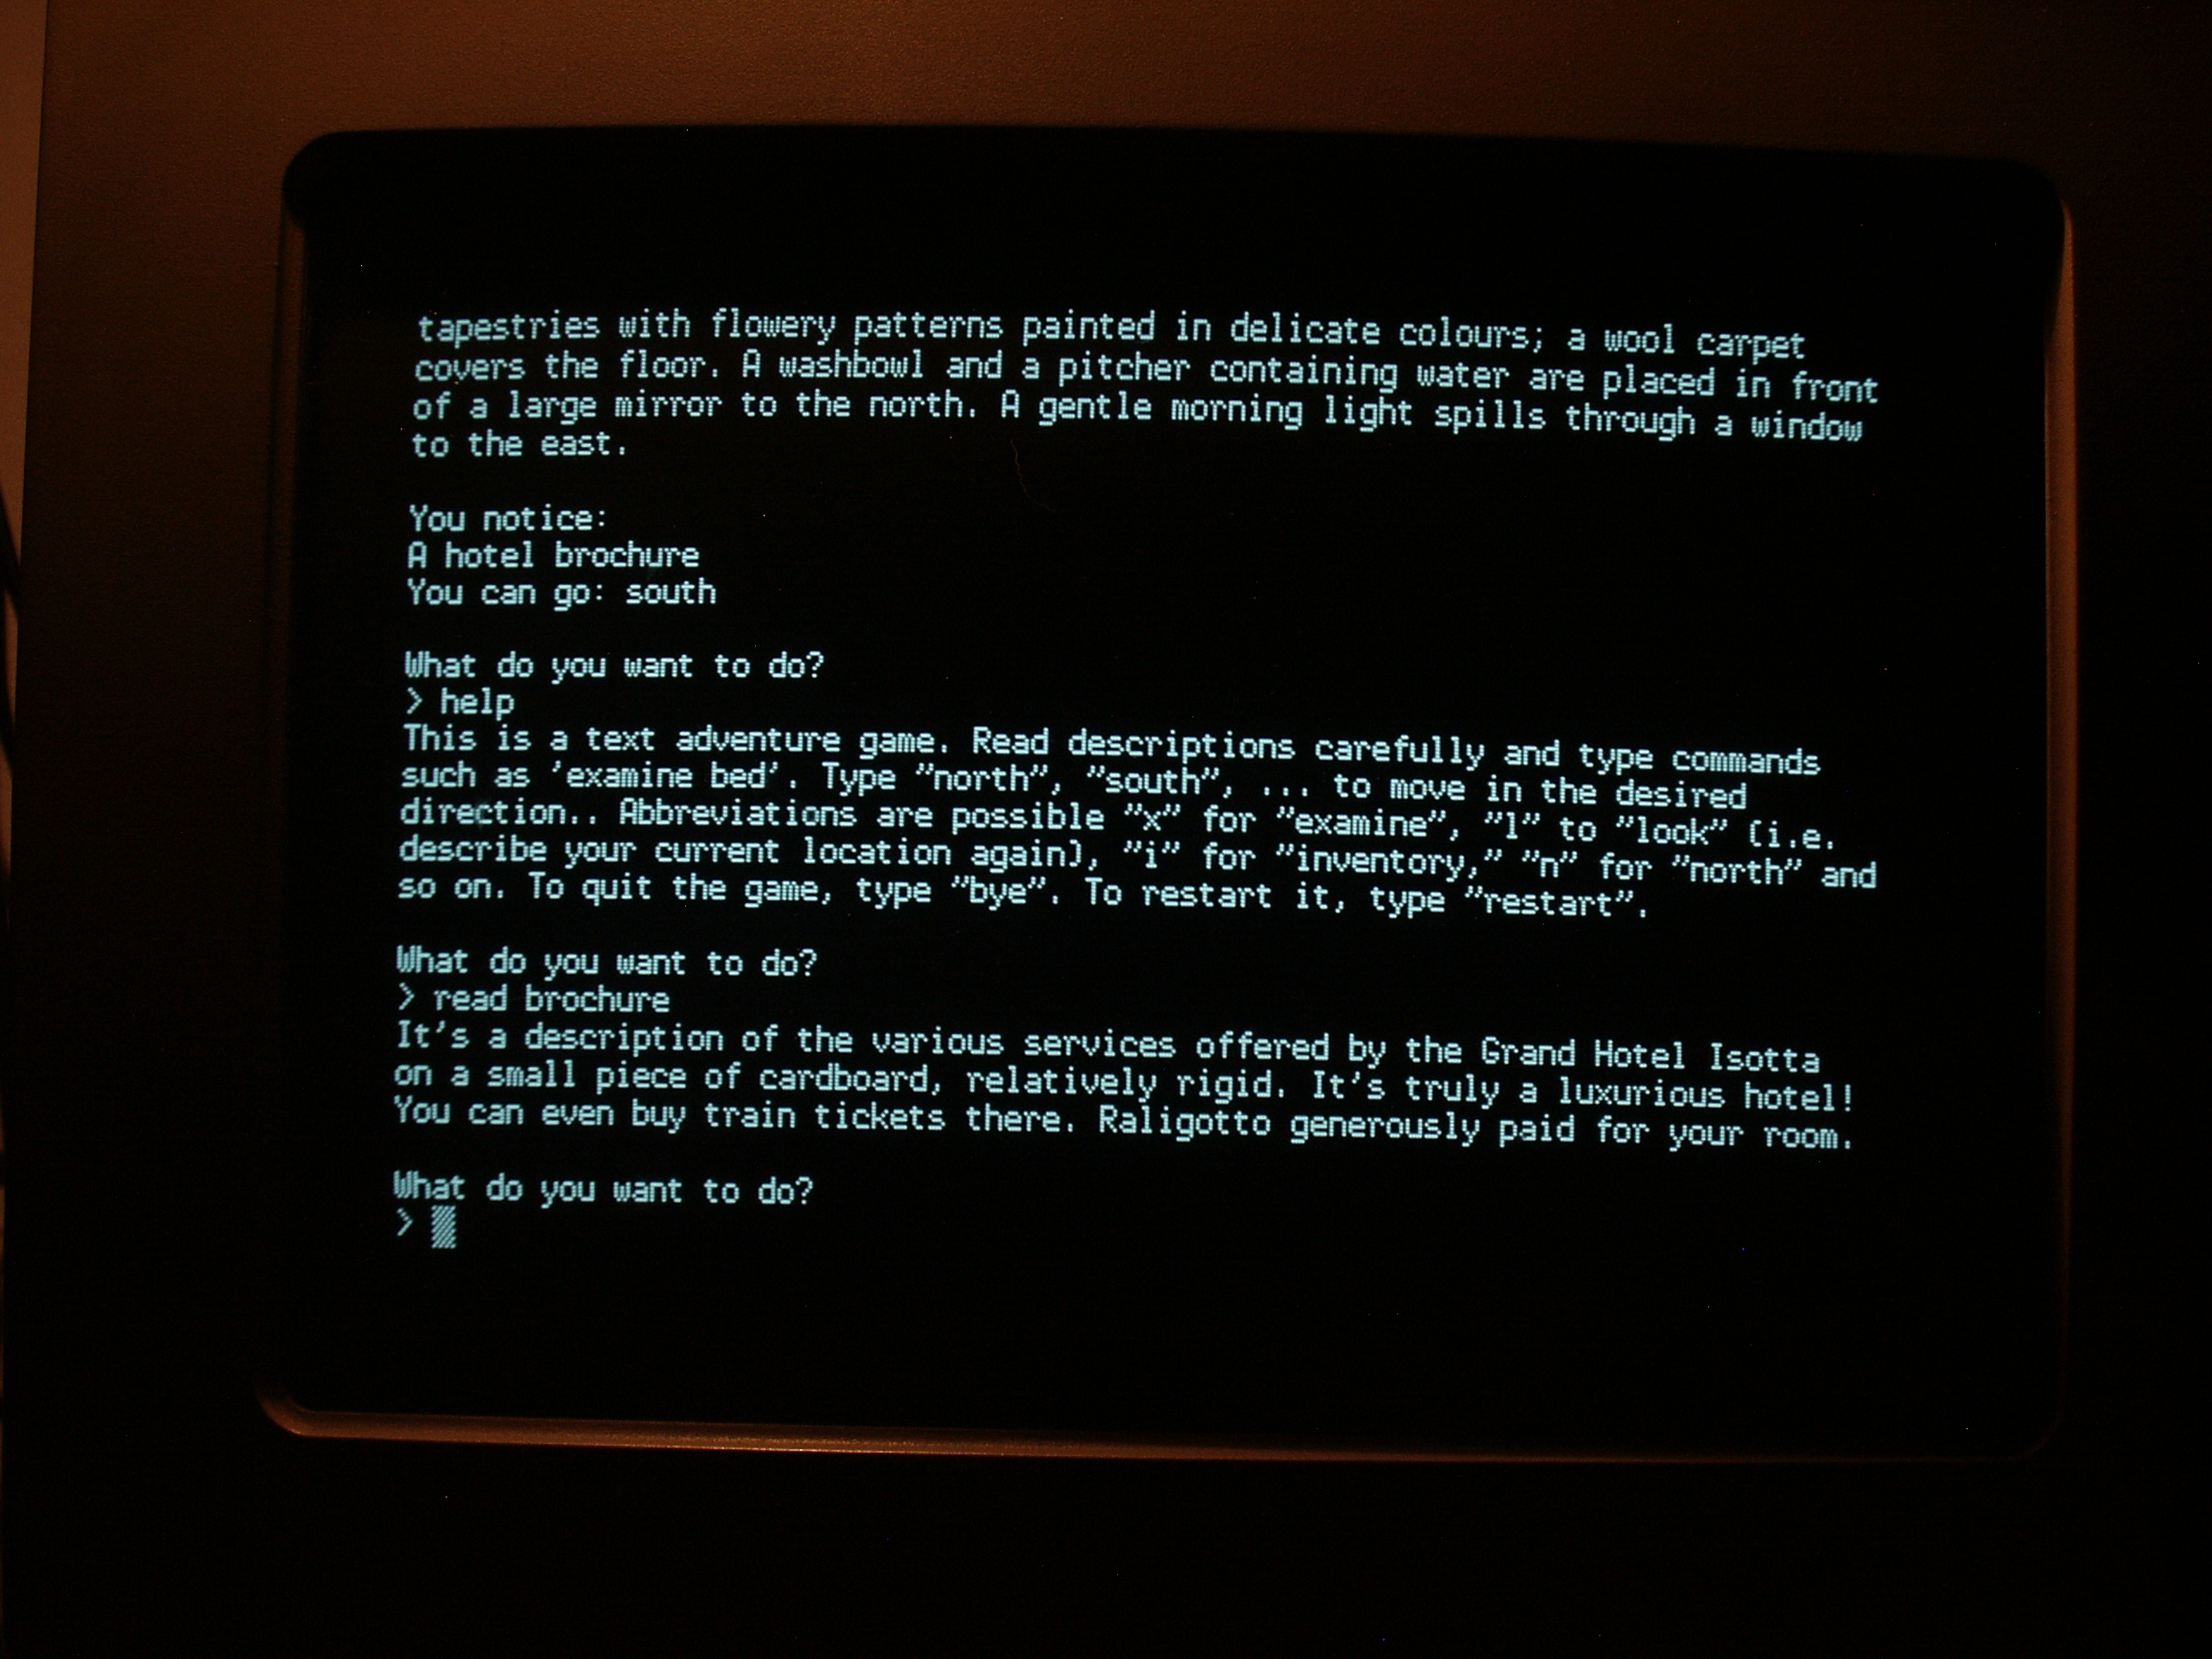 tapestries with flowery patterns painted in delicate colours; a wool carpet
covers the floor. A washbowl and a pitcher containing water are placed in front
of a large mirror to the north. A gentle morning light spills through a window
to the east.
You notice:
A hotel brochure
You can go: south
What do you want to do?
> help
This is a text adventure game. Read descriptions carefully and type commands
such as 'examine bed'. Type "north", "south", ... to move in the desired
direction.. Abbreviations are possible "x" for "examine", "l" to "look" (i.e.
describe your current location again), "i" for "inventory," "n" for "north" and
so on. To quit the game, type "bye". To restart it, type "restart".
What do you want to do?
> read brochure
It's a description of the various services offered by the Grand Hotel Isotta
on a small piece of cardboard, relatively rigid. It's truly a luxurious hotel!
You can even buy train tickets there. Raligotto generously paid for your room.
What do you want to do?
>